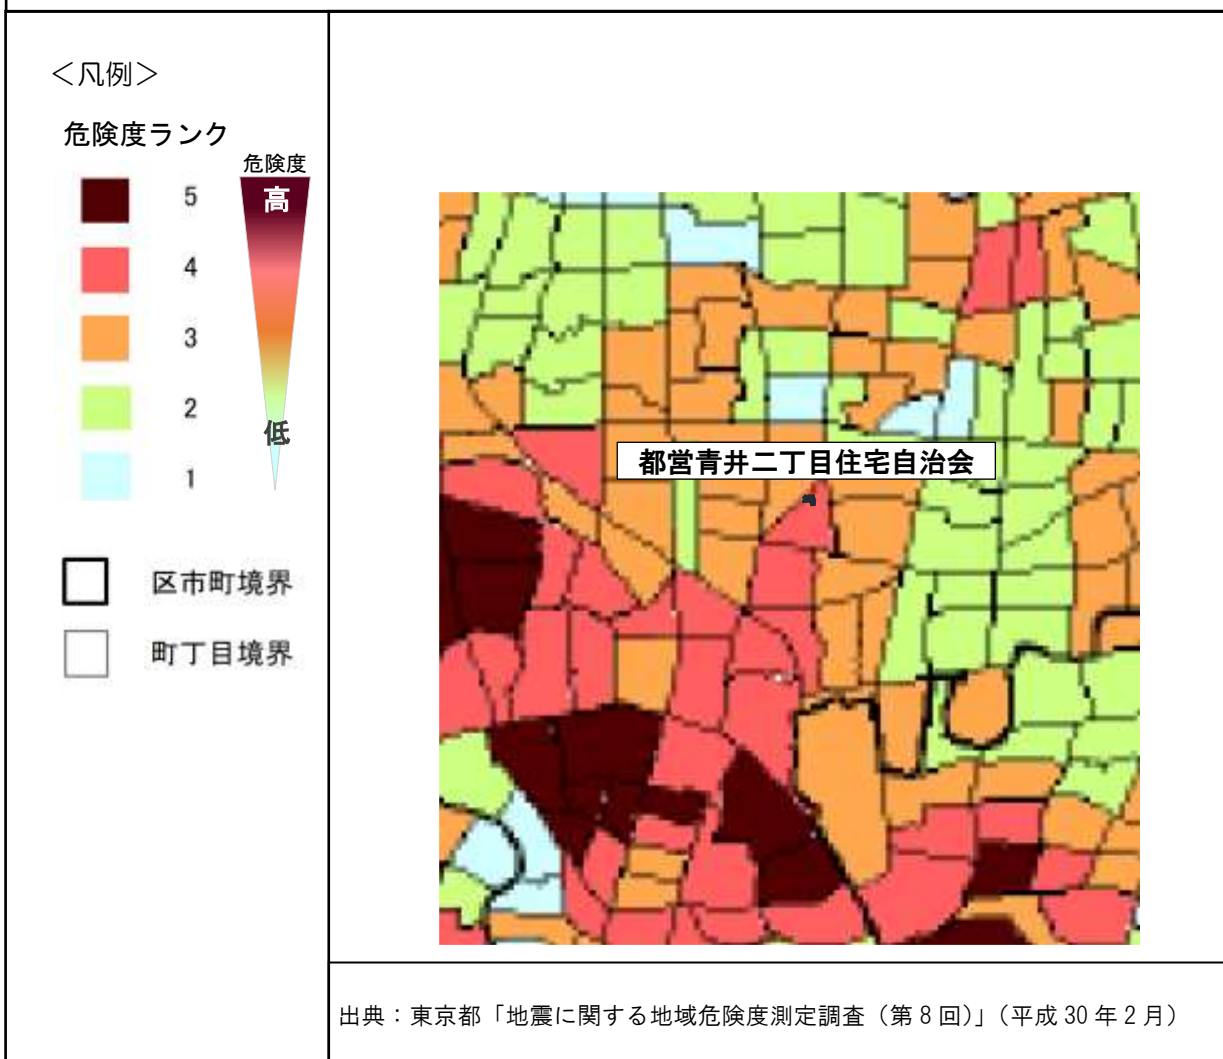 ＜凡例＞
危険度ランク
危険度
高
5
4
3
2
低
1
区市町境界
町丁目境界
都営青井二丁目住宅自治会
出典：東京都「地震に関する地域危険度測定調査（第８回）」（平成 30 年 2 月）